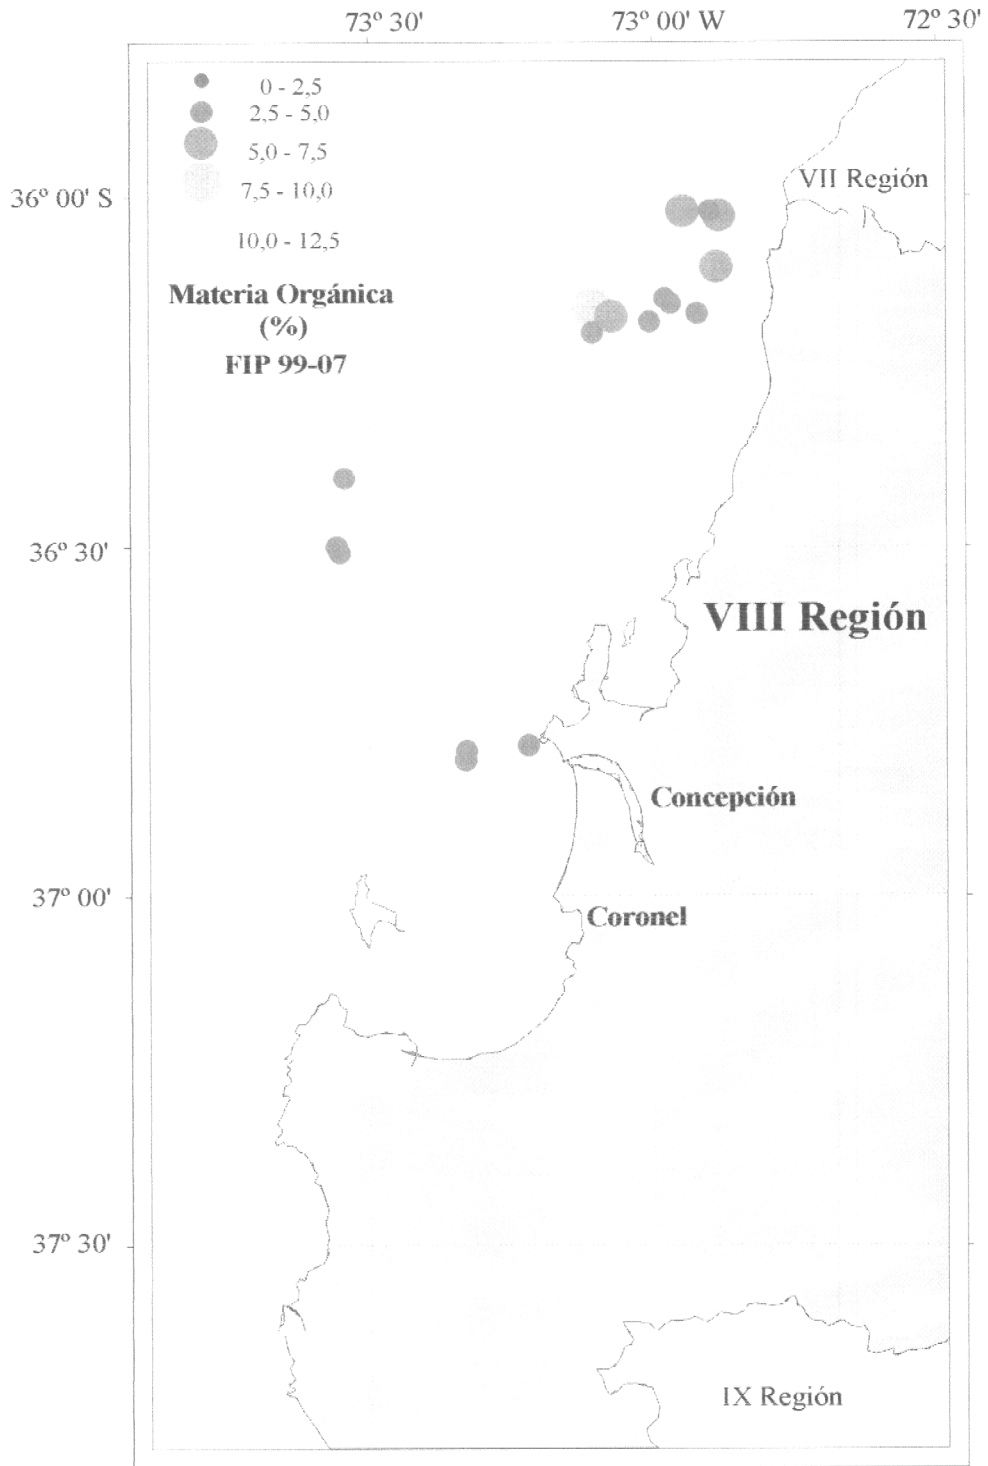 73º 30'
73º 00' W
72º 30'
0 - 2,5
2,5 - 5,0
5,0 - 7,5
7,5 - 10,0
10,0 - 12,5
Materia Orgánica
(%)
FIP 99-07
36º 00' S
VII Región
36º 30'
VIII Región
Concepción
37º 00'
Coronel
37º 30'
IX Región